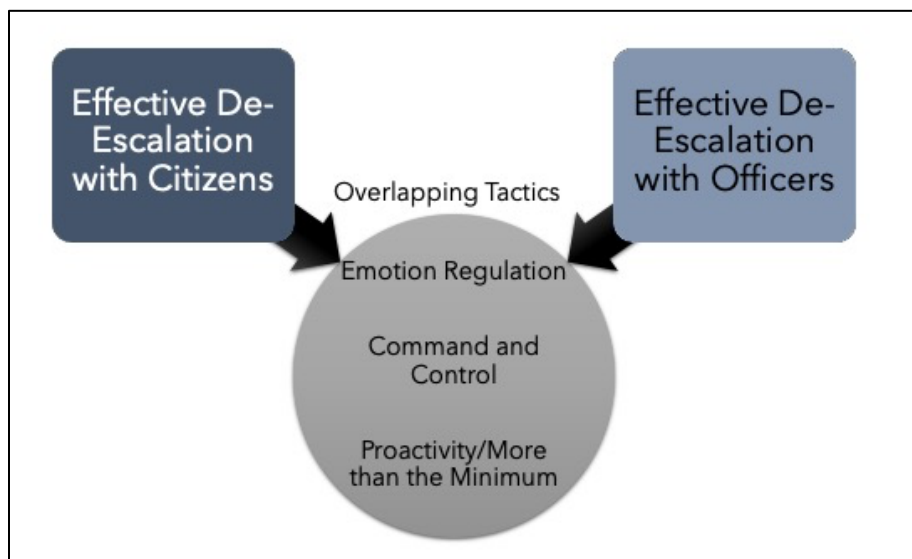 Effective De-
Escalation
with Citizens
Effective De-
Escalation
with Officers
Overlapping Tactics
Emotion Regulation
Command and
Control
Proactivity/More
than the Minimum